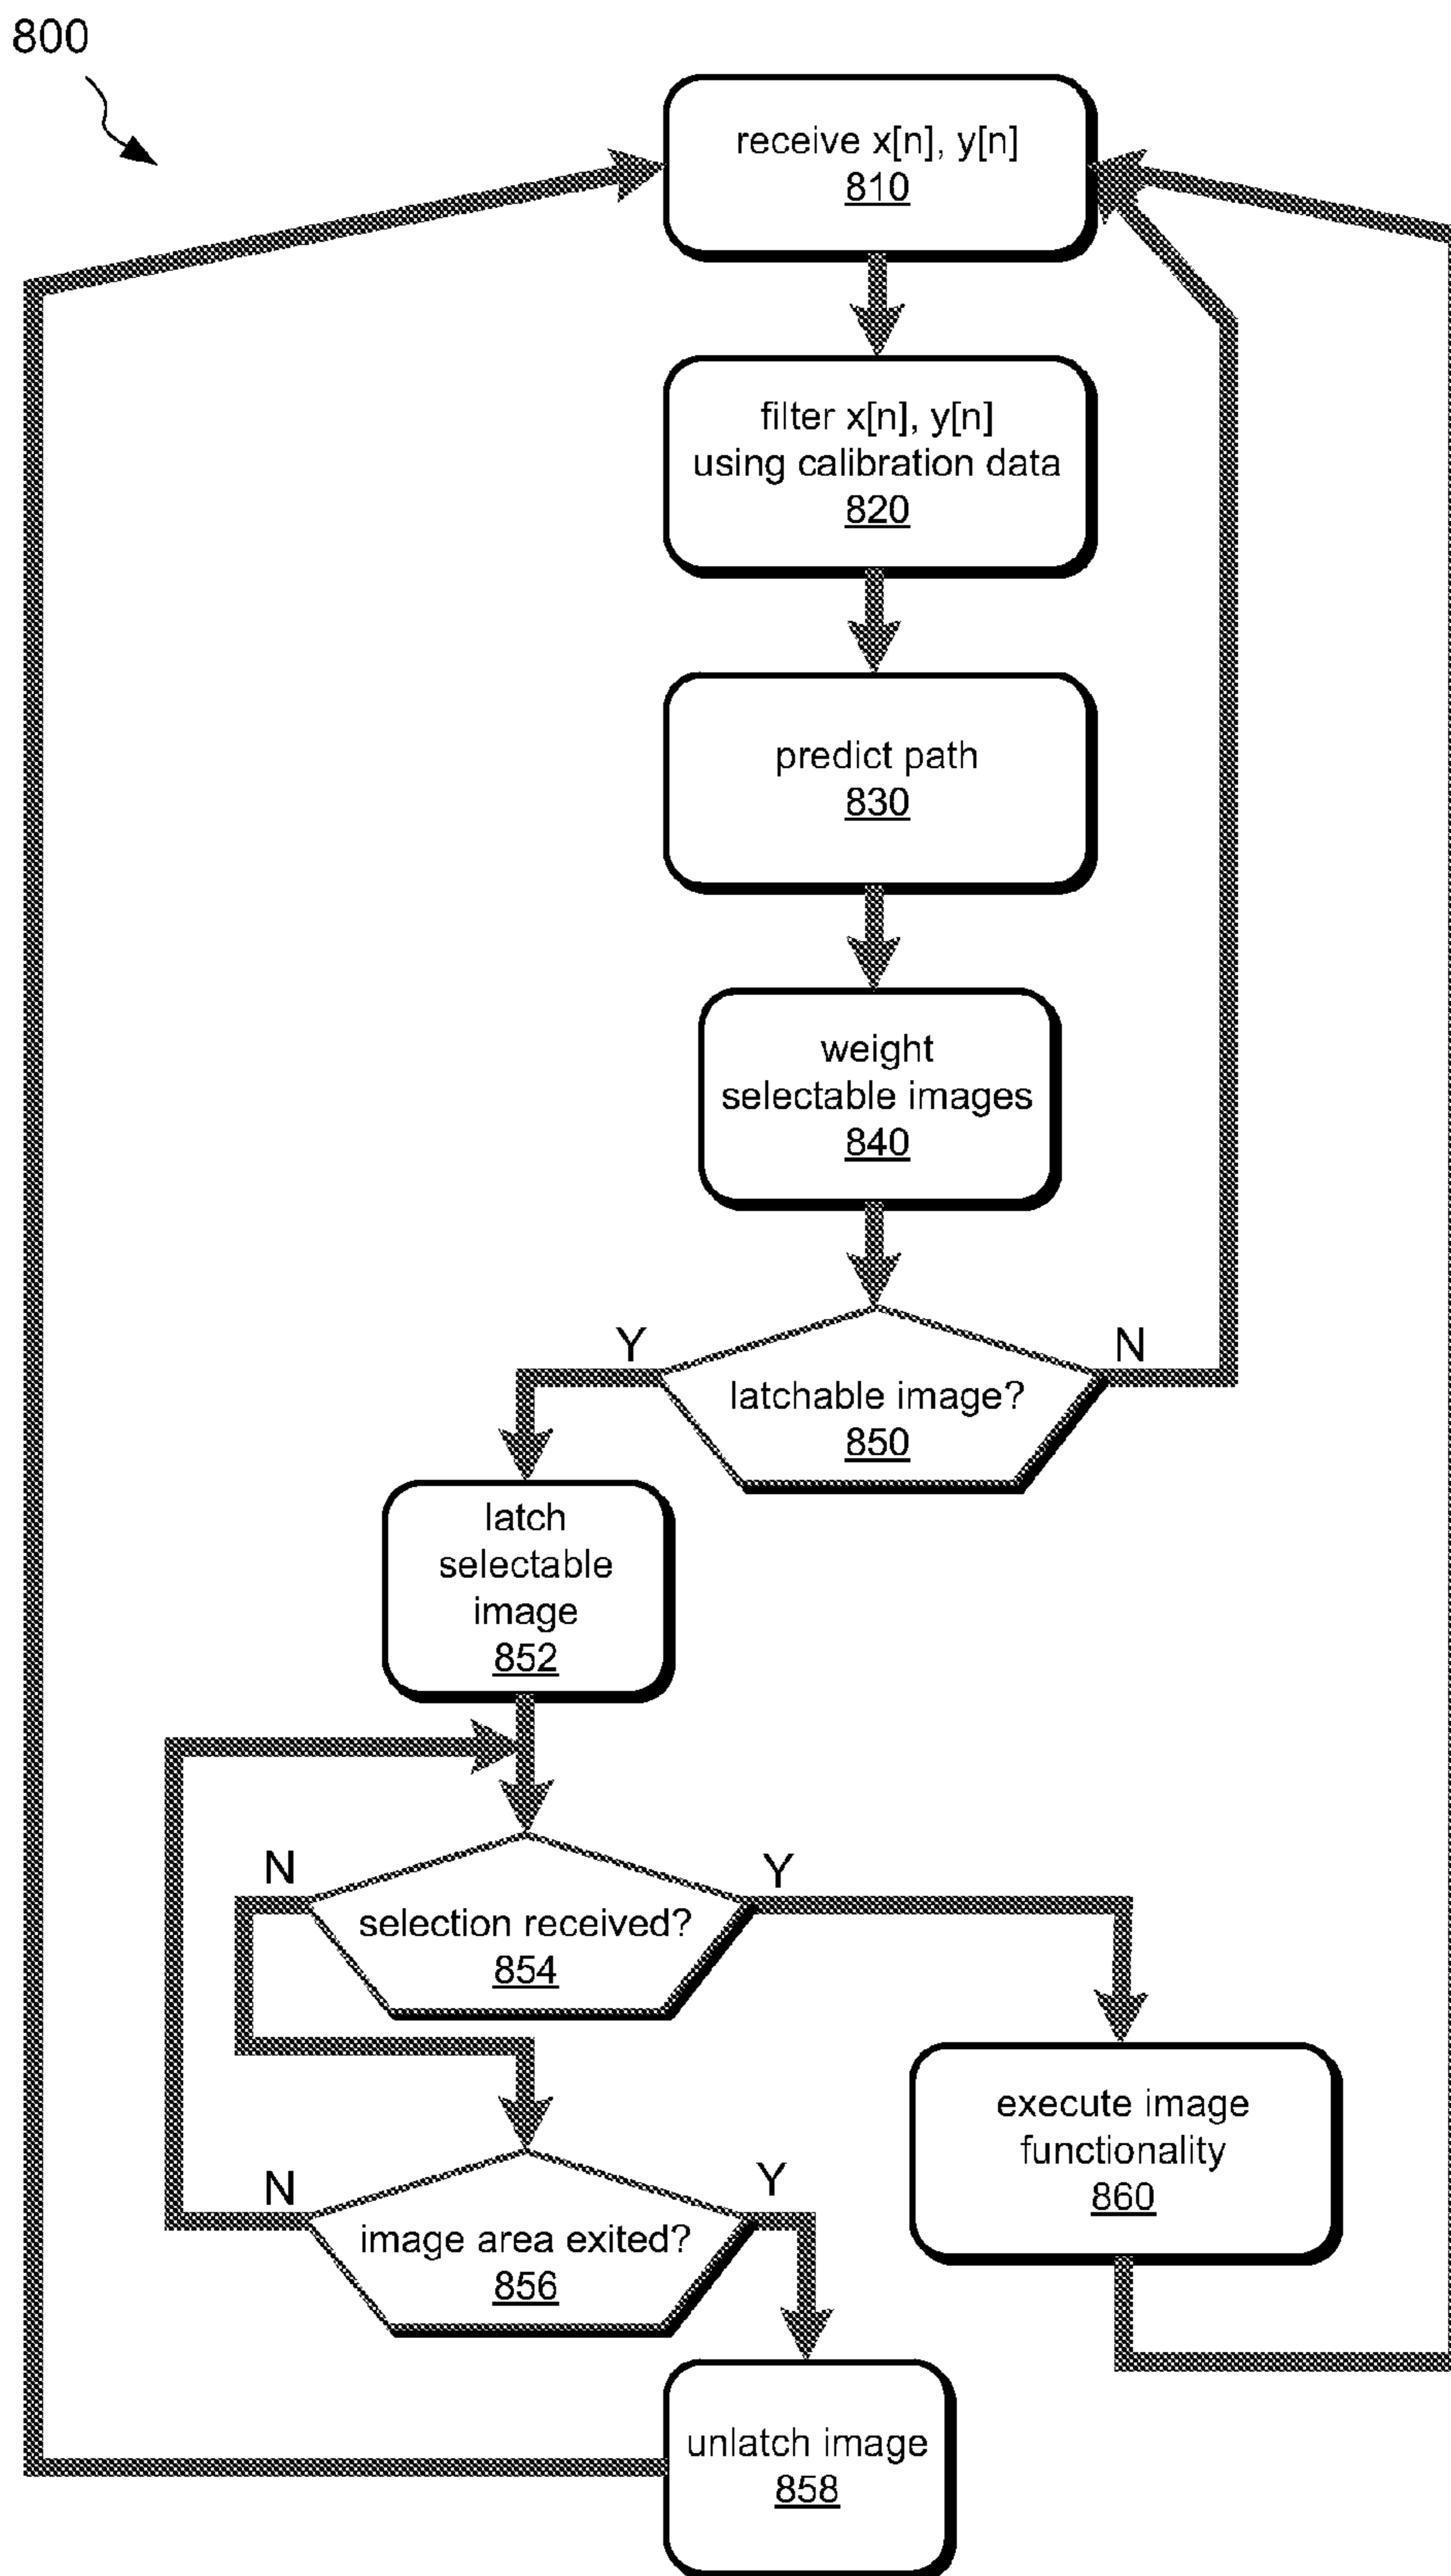 800
receive x[n], y[n]
810
filter x[n], y[n]
using calibration data
820
predict path
830
weight
selectable images
840
Y
N
latchable image?
850
latch
selectable
image
852
N
Y
selection received?
854
execute image
functionality
860
N
Y
image area exited?
856
unlatch image
858